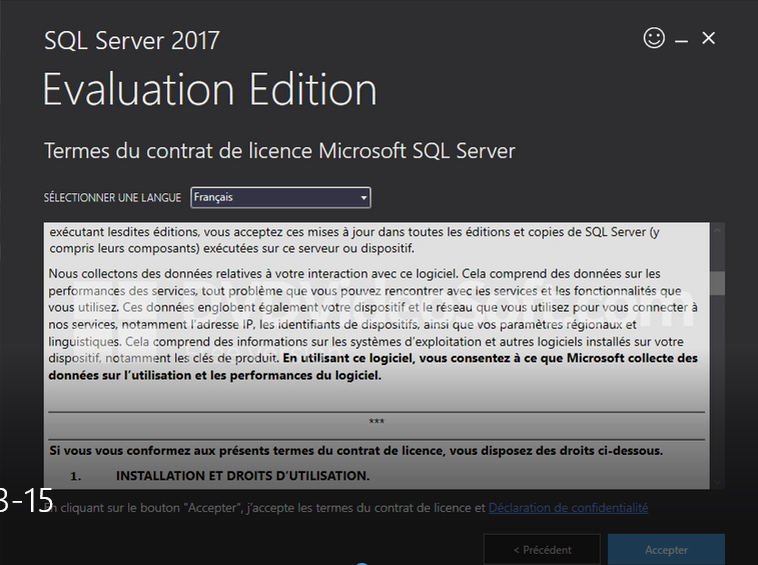 SQL Server 2017
Evaluation Edition
Termes du contrat de licence Microsoft SQL Server
SÉLECTIONNER UNE LANGUE Français
exécutant lesdites éditions, vous acceptez ces mises à jour dans toutes les éditions et copies de SQL Server (y
compris leurs composants) exécutées sur ce serveur ou dispositif.
Nous collectons des données relatives à votre interaction avec ce logiciel. Cela comprend des données sur les
performances des services, tout problème que vous pouvez rencontrer avec les services et les fonctionnalités que
vous utilisez. Ces données englobent également votre dispositif et le réseau que vous utilisez pour vous connecter à
nos services, notamment l'adresse IP, les identifiants de dispositifs, ainsi que vos paramètres régionaux et
linguistiques. Cela comprend des informations sur les systèmes d'exploitation et autres logiciels installés sur votre
dispositif, notamment les clés de produit. En utilisant ce logiciel, vous consentez à ce que Microsoft collecte des
données sur l'utilisation et les performances du logiciel.
***
Si vous vous conformez aux présents termes du contrat de licence, vous disposez des droits ci-dessous.
1. INSTALLATION ET DROITS D'UTILISATION.
3-15
En cliquant sur le bouton "Accepter", j'accepte les termes du contrat de licence et Déclaration de confidentialité
< Précédent Accepter